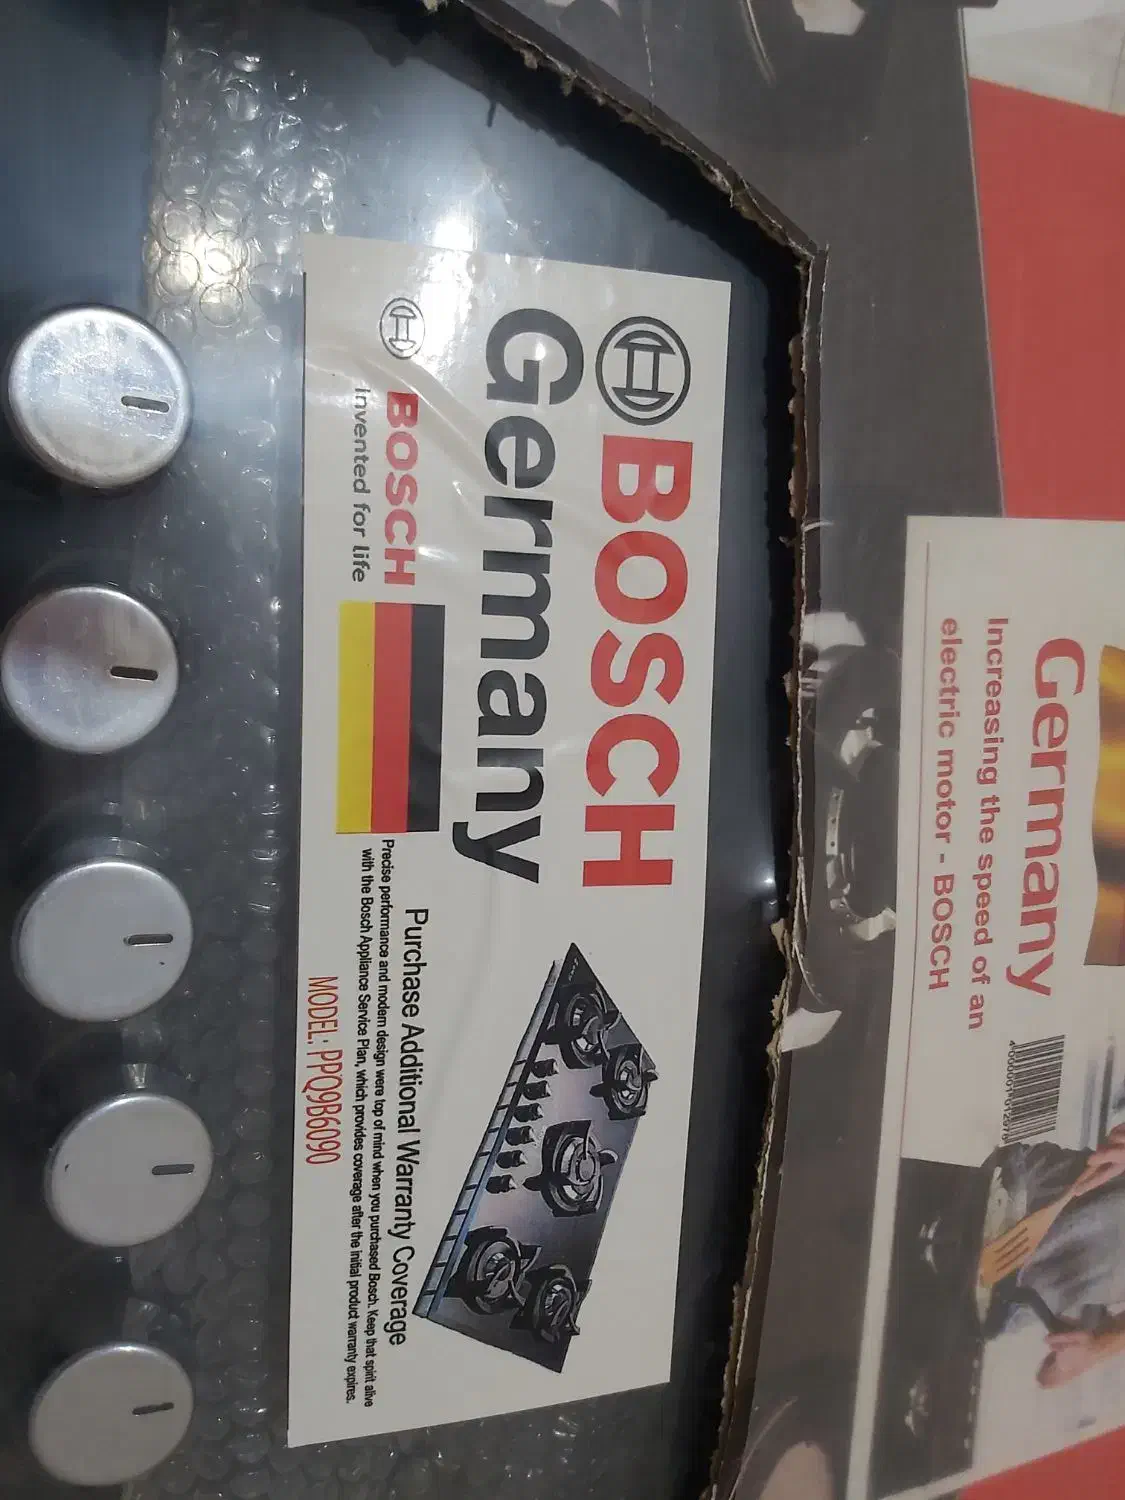 BOSCH
Germany
BOSCH
Invented for life
Purchase Additional Warranty Coverage
Precise performance and modern design were top of mind when you purchased Bosch. Keep that spirit alive
with the Bosch Appliance Service Plan, which provides coverage after the initial product warranty expires.
MODEL: PPQ9B6090
Germany
Increasing the speed of an
electric motor - BOSCH